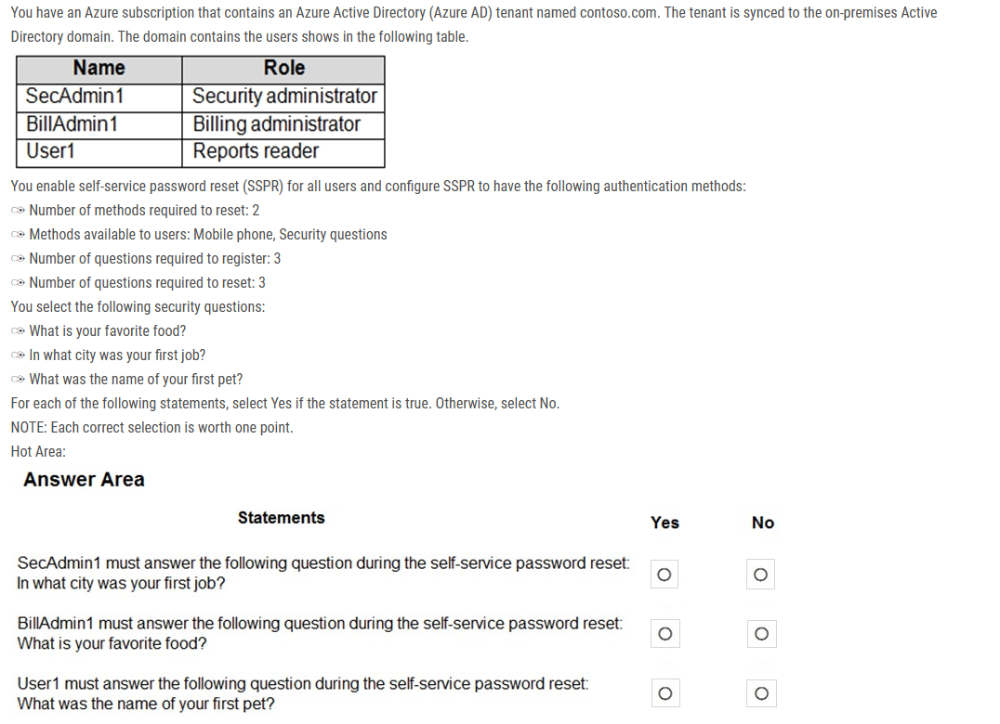 You have an Azure subscription that contains an Azure Active Directory (Azure AD) tenant named contoso.com. The tenant is synced to the on-premises Active
Directory domain. The domain contains the users shows in the following table.
Name Role
SecAdmin1 Security administrator
BillAdmin1 Billing administrator
User1 Reports reader
You enable self-service password reset (SSPR) for all users and configure SSPR to have the following authentication methods:
Number of methods required to reset: 2
Methods available to users: Mobile phone, Security questions
Number of questions required to register: 3
Number of questions required to reset: 3
You select the following security questions:
What is your favorite food?
In what city was your first job?
What was the name of your first pet?
For each of the following statements, select Yes if the statement is true. Otherwise, select No.
NOTE: Each correct selection is worth one point.
Hot Area:
Answer Area
Statements Yes No
SecAdmin1 must answer the following question during the self-service password reset:
In what city was your first job?
BillAdmin1 must answer the following question during the self-service password reset:
What is your favorite food?
User1 must answer the following question during the self-service password reset:
What was the name of your first pet?